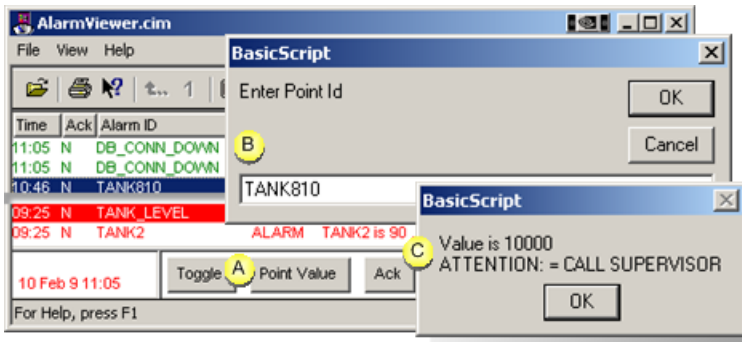 AlarmViewer.cim
File View Help
1
Time Ack Alarm ID
11:05 N DB_CONN_DOWN
11:05 N DB_CONN_DOWN
10:46 N TANK810
09:25 N TANK_LEVEL
09:25 N TANK2 ALARM TANK2 is 90
10 Feb 9 11:05
Toggle A Point Value Ack
For Help, press F1
BasicScript
Enter Point Id
OK
Cancel
B
TANK810
BasicScript
C
Value is 10000
ATTENTION: = CALL SUPERVISOR
OK